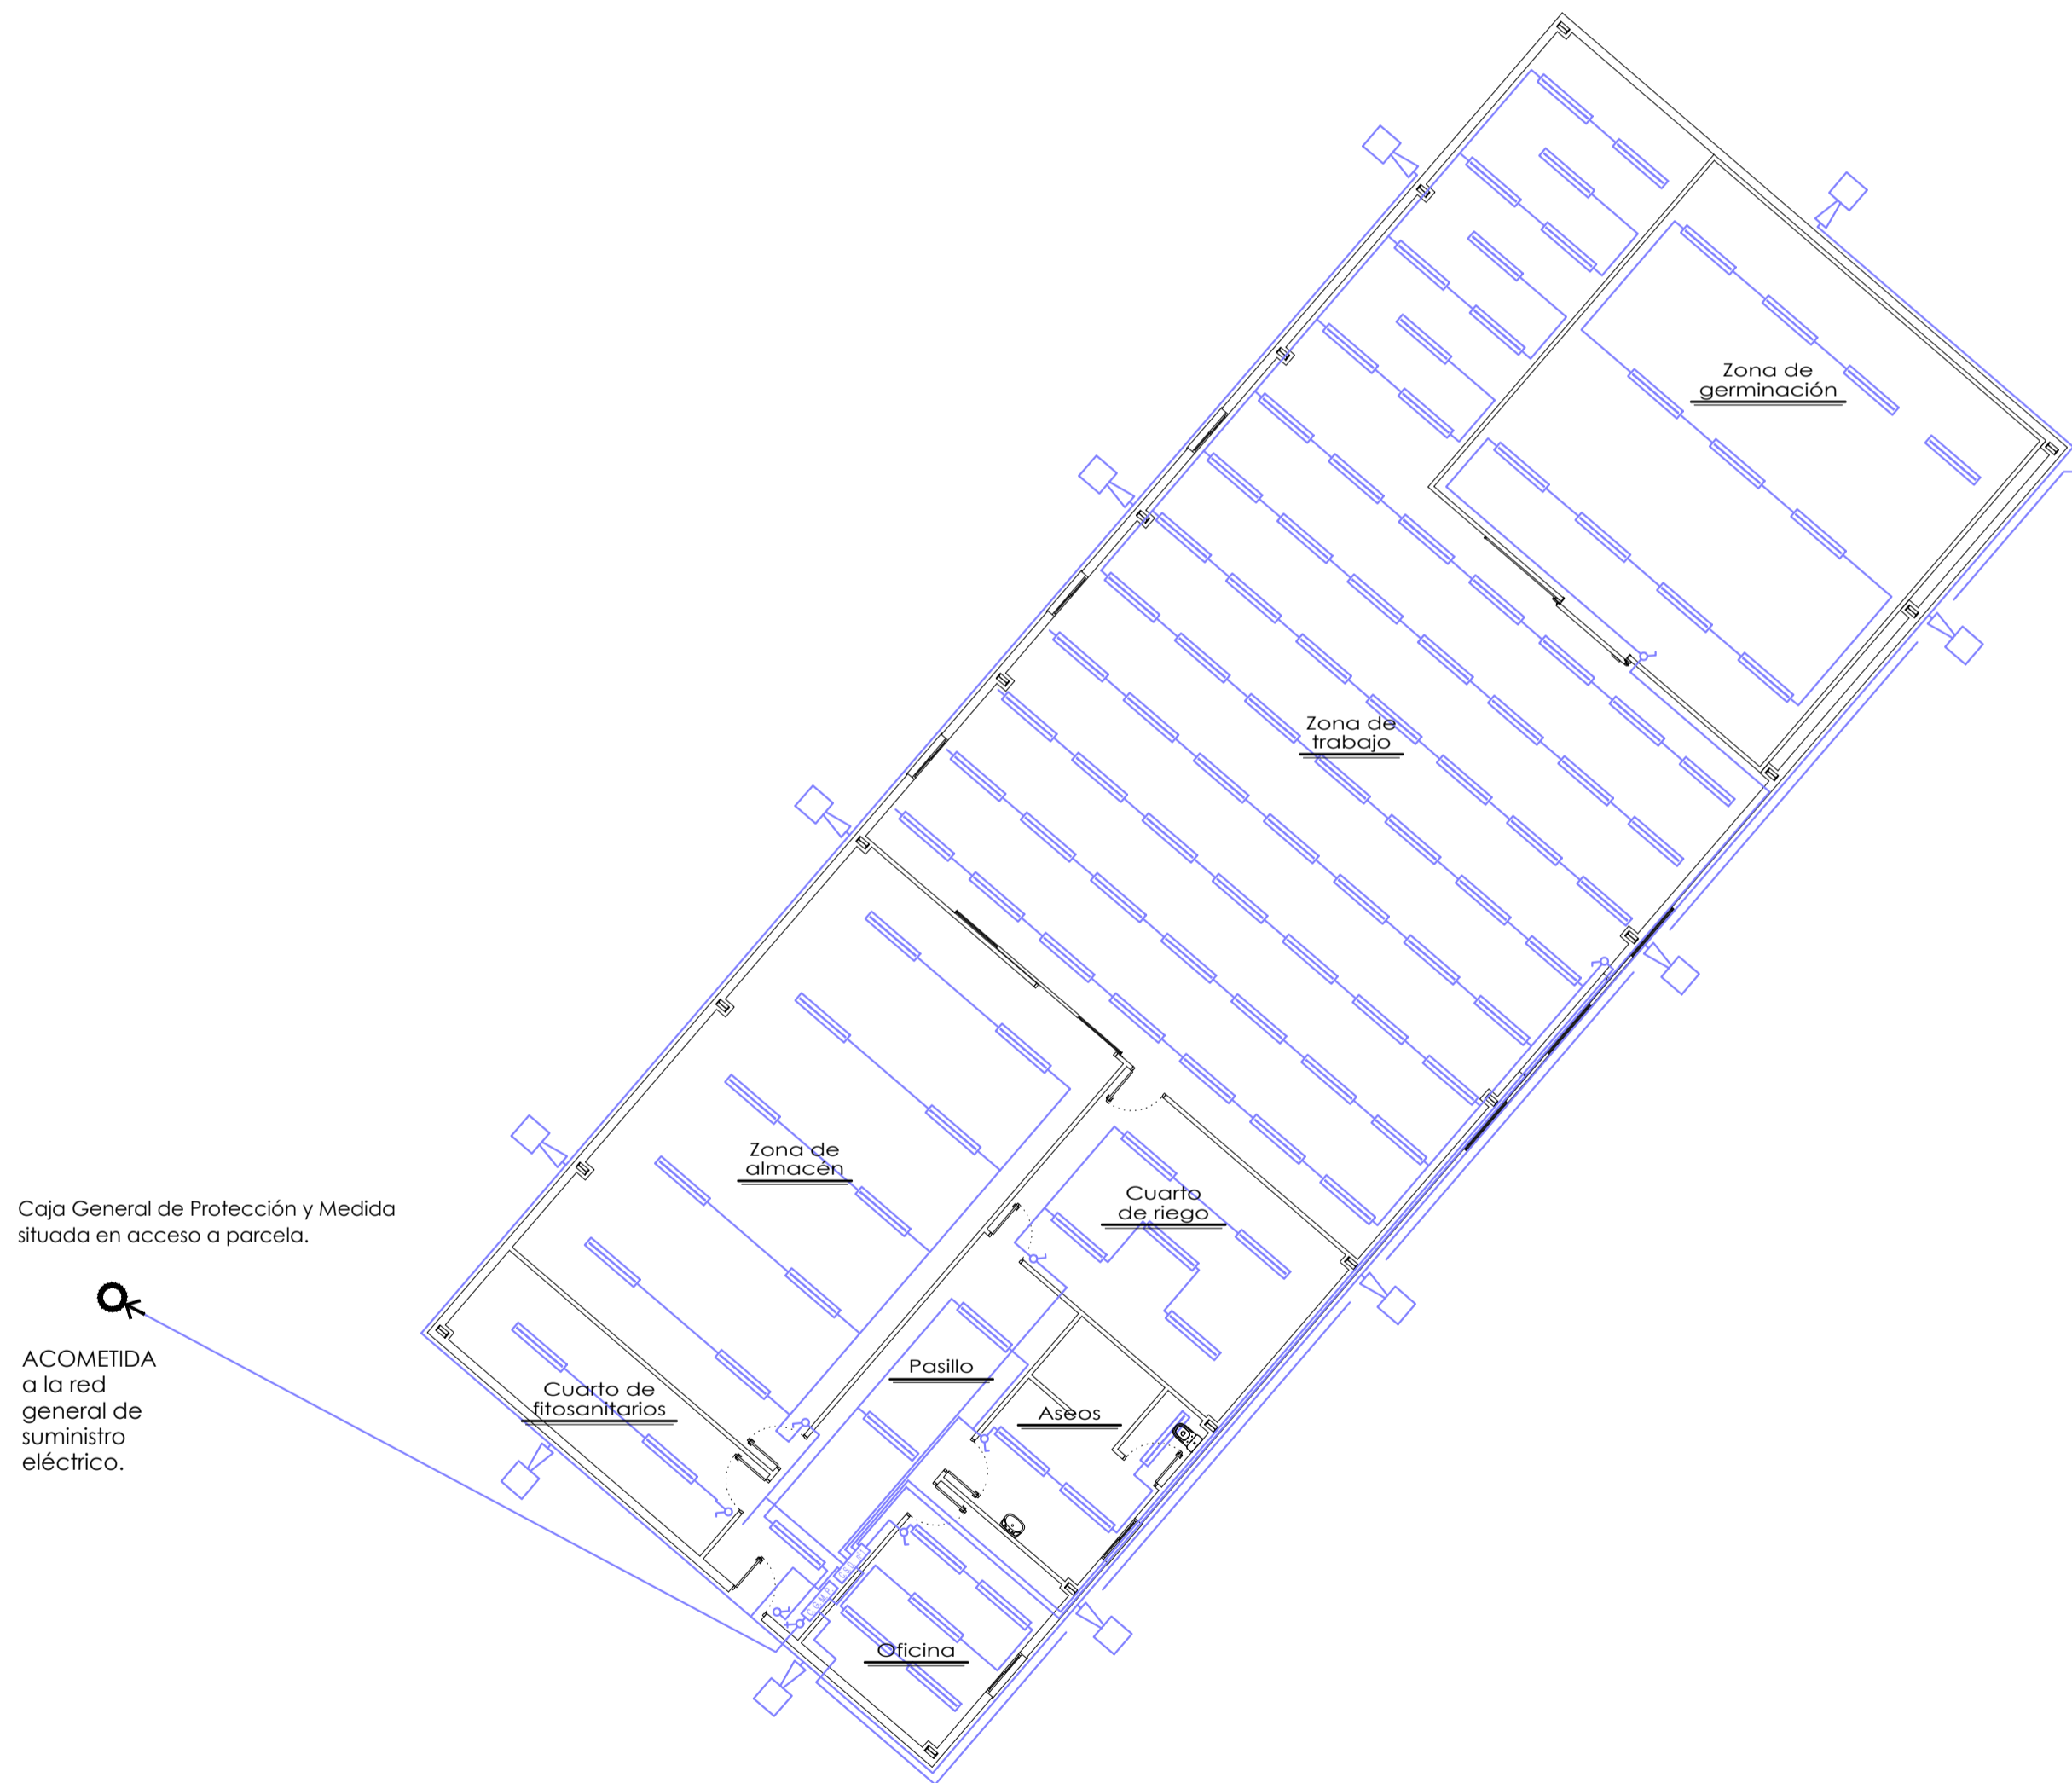 Zona de
germinación
Zona de
trabajo
Zona de
almacén
Cuarto
de riego
Caja General de Protección y Medida
situada en acceso a parcela.
ACOMETIDA
a la red
general de
suministro
eléctrico.
Cuarto de
fitosanitarios
Pasillo
Aseos
C.G.M.P.
Oficina